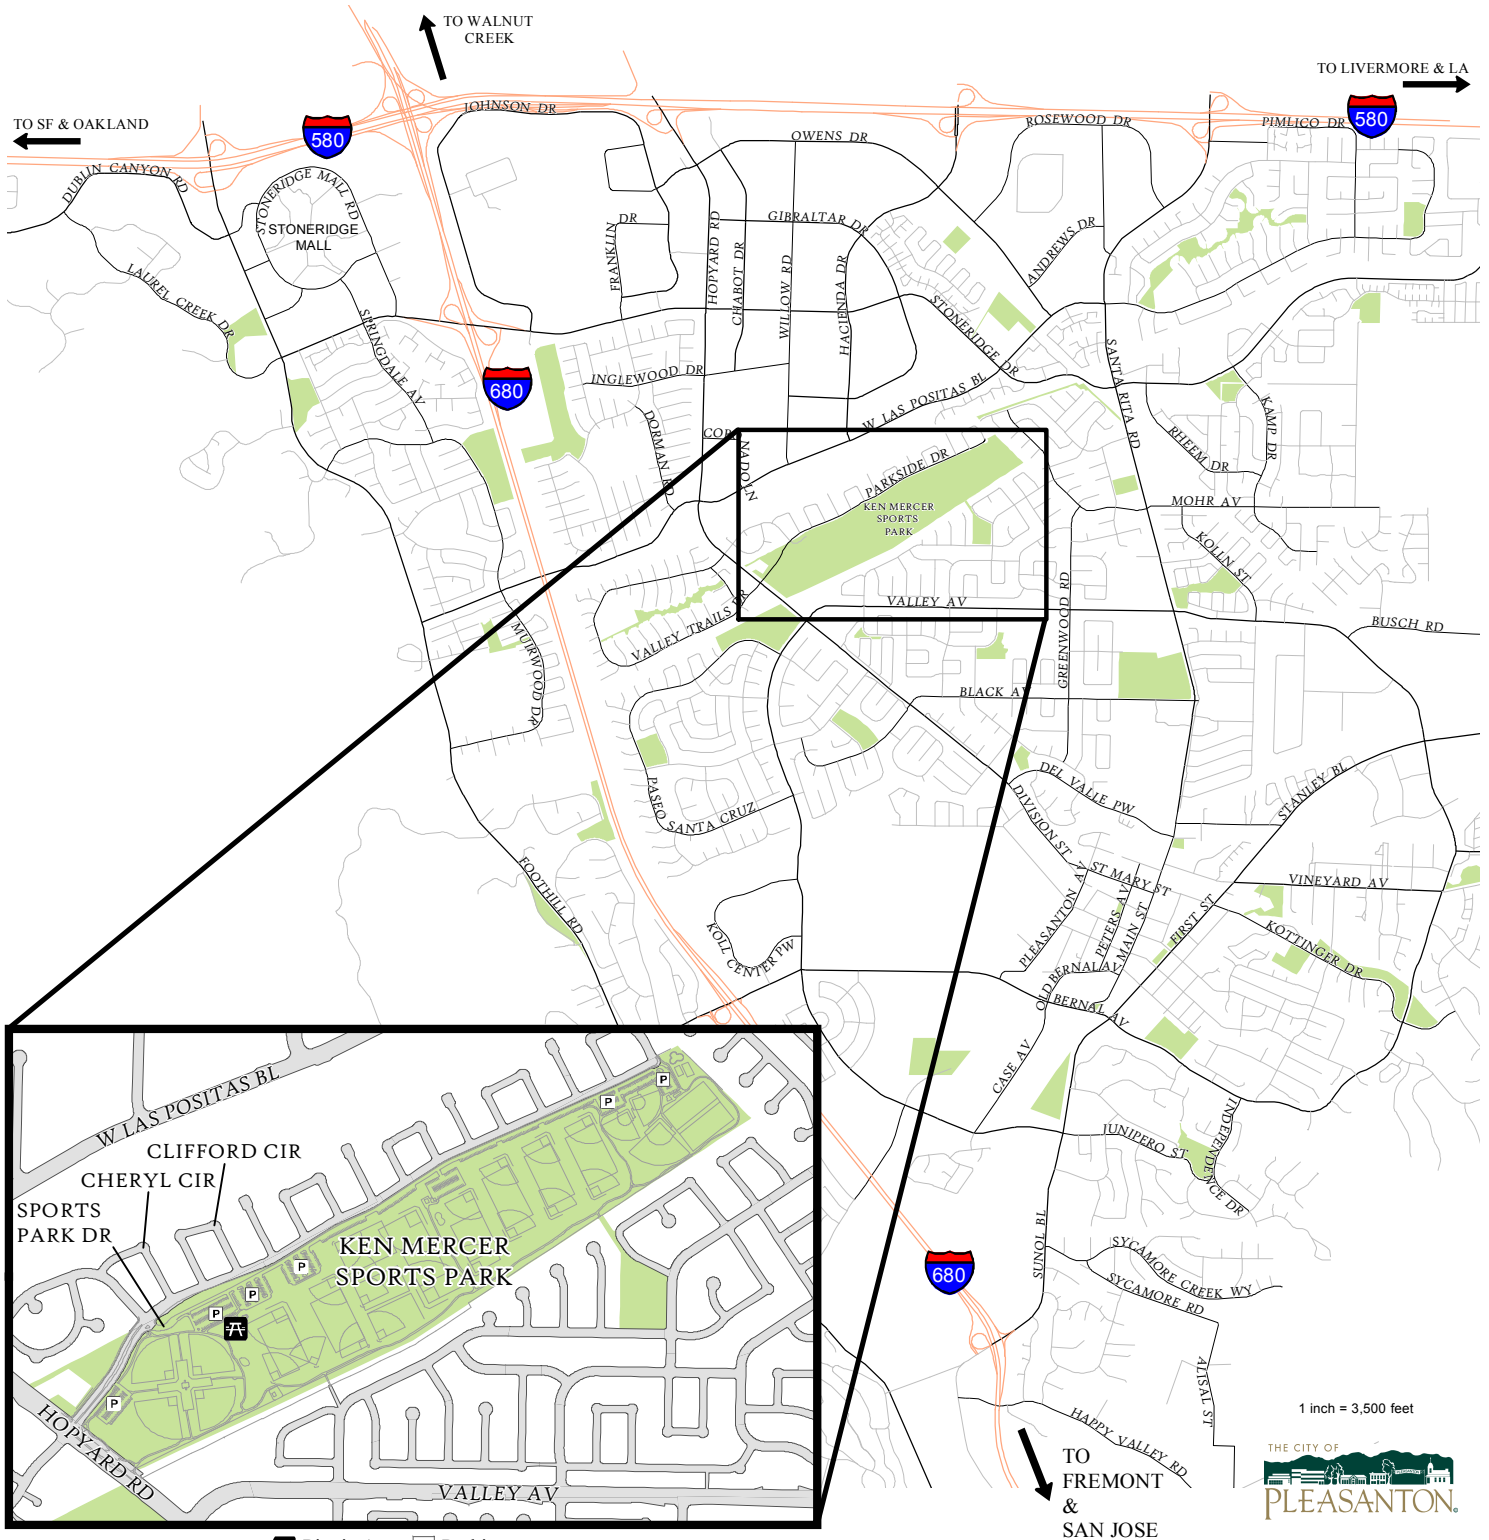 TO WALNUT
CREEK
TO LIVERMORE & LA
TO SF & OAKLAND
580
580
JOHNSON DR
OWENS DR
ROSEWOOD DR
PIMLICO DR
DUBLIN CANYON RD
STONERIDGE MALL RD
STONERIDGE
MALL
FRANKLIN
DR
HOPYARD RD
CHABOT DR
GIBRALTAR DR
WILLOW RD
HACIENDA DR
ANDREWS DR
LAUREL CREEK DR
SPRINGDALE AV
STONERIDGE DR
SANTA RITA RD
680
INGLEWOOD DR
DORMAN RD
W LAS POSITAS BL
KAMP DR
RHEEM DR
COR
NADO LN
PARKSIDE DR
KEN MERCER
SPORTS
PARK
MOHR AV
KOLLN ST
VALLEY AV
GREENWOOD RD
BUSCH RD
VALLEY TRAILS DR
MUIRWOOD DR
BLACK AV
PASEO SANTA CRUZ
DEL VALLE PW
DIVISION ST
STANLEY BL
FOOTHILL RD
ST MARY ST
VINEYARD AV
PLEASANTON AV
PETERS AV
MAIN ST
FIRST ST
KOTTINGER DR
KOLL CENTER PW
OLD BERNAL AV
BERNAL AV
CASE AV
W LAS POSITAS BL
CLIFFORD CIR
CHERYL CIR
SPORTS
PARK DR
P
P
P
P
P
P
KEN MERCER
SPORTS PARK
HOPYARD RD
VALLEY AV
JUNIPERO ST
INDEPENDENCE DR
SUNOL BL
680
SYCAMORE CREEK WY
SYCAMORE RD
ALISAL ST
HAPPY VALLEY RD
1 inch = 3,500 feet
TO
FREMONT
&
SAN JOSE
THE CITY OF
PLEASANTON